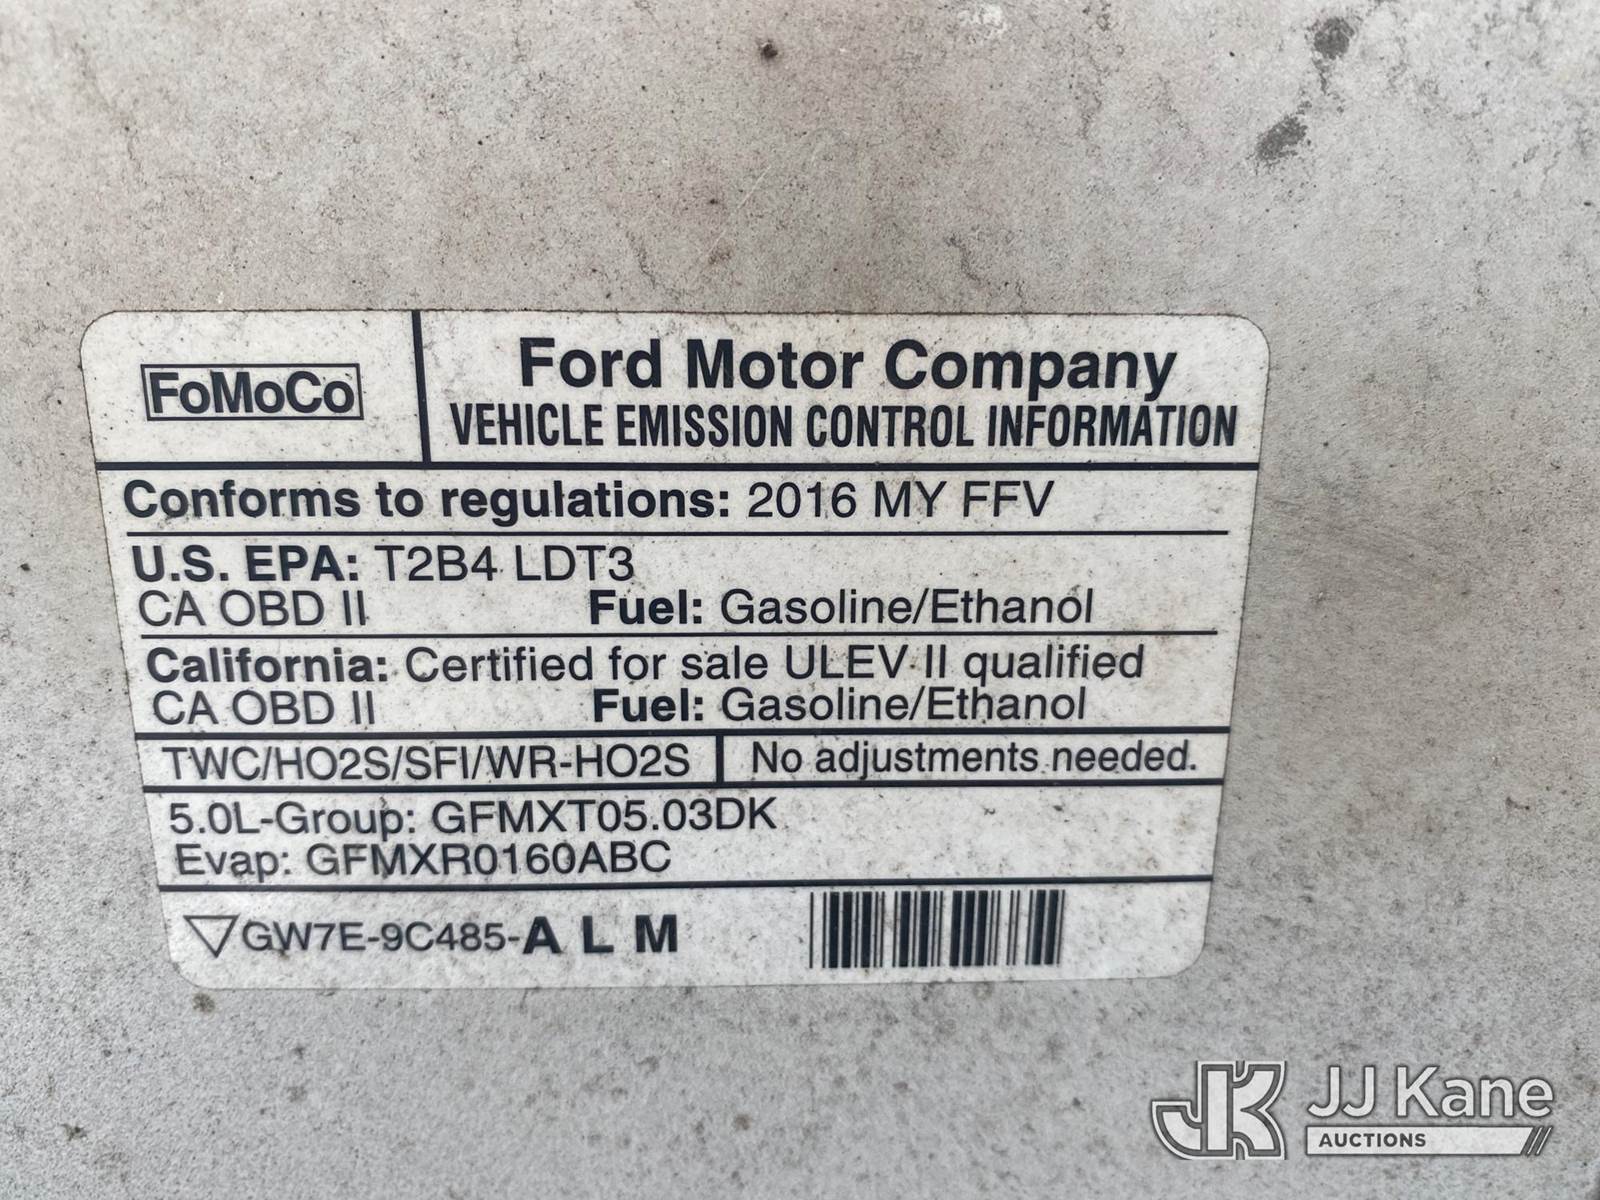 FoMoCo
Ford Motor Company
VEHICLE EMISSION CONTROL INFORMATION
Conforms to regulations: 2016 MY FFV
U.S. EPA: T2B4 LDT3
CA OBD II Fuel: Gasoline/Ethanol
California: Certified for sale ULEV II qualified
CA OBD II Fuel: Gasoline/Ethanol
TWC/HO2S/SFI/WR-HO2S No adjustments needed.
5.0L-Group: GFMXT05.03DK
Evap: GFMXR0160ABC
GW7E-9C485-A L M
JK JJ Kane
AUCTIONS